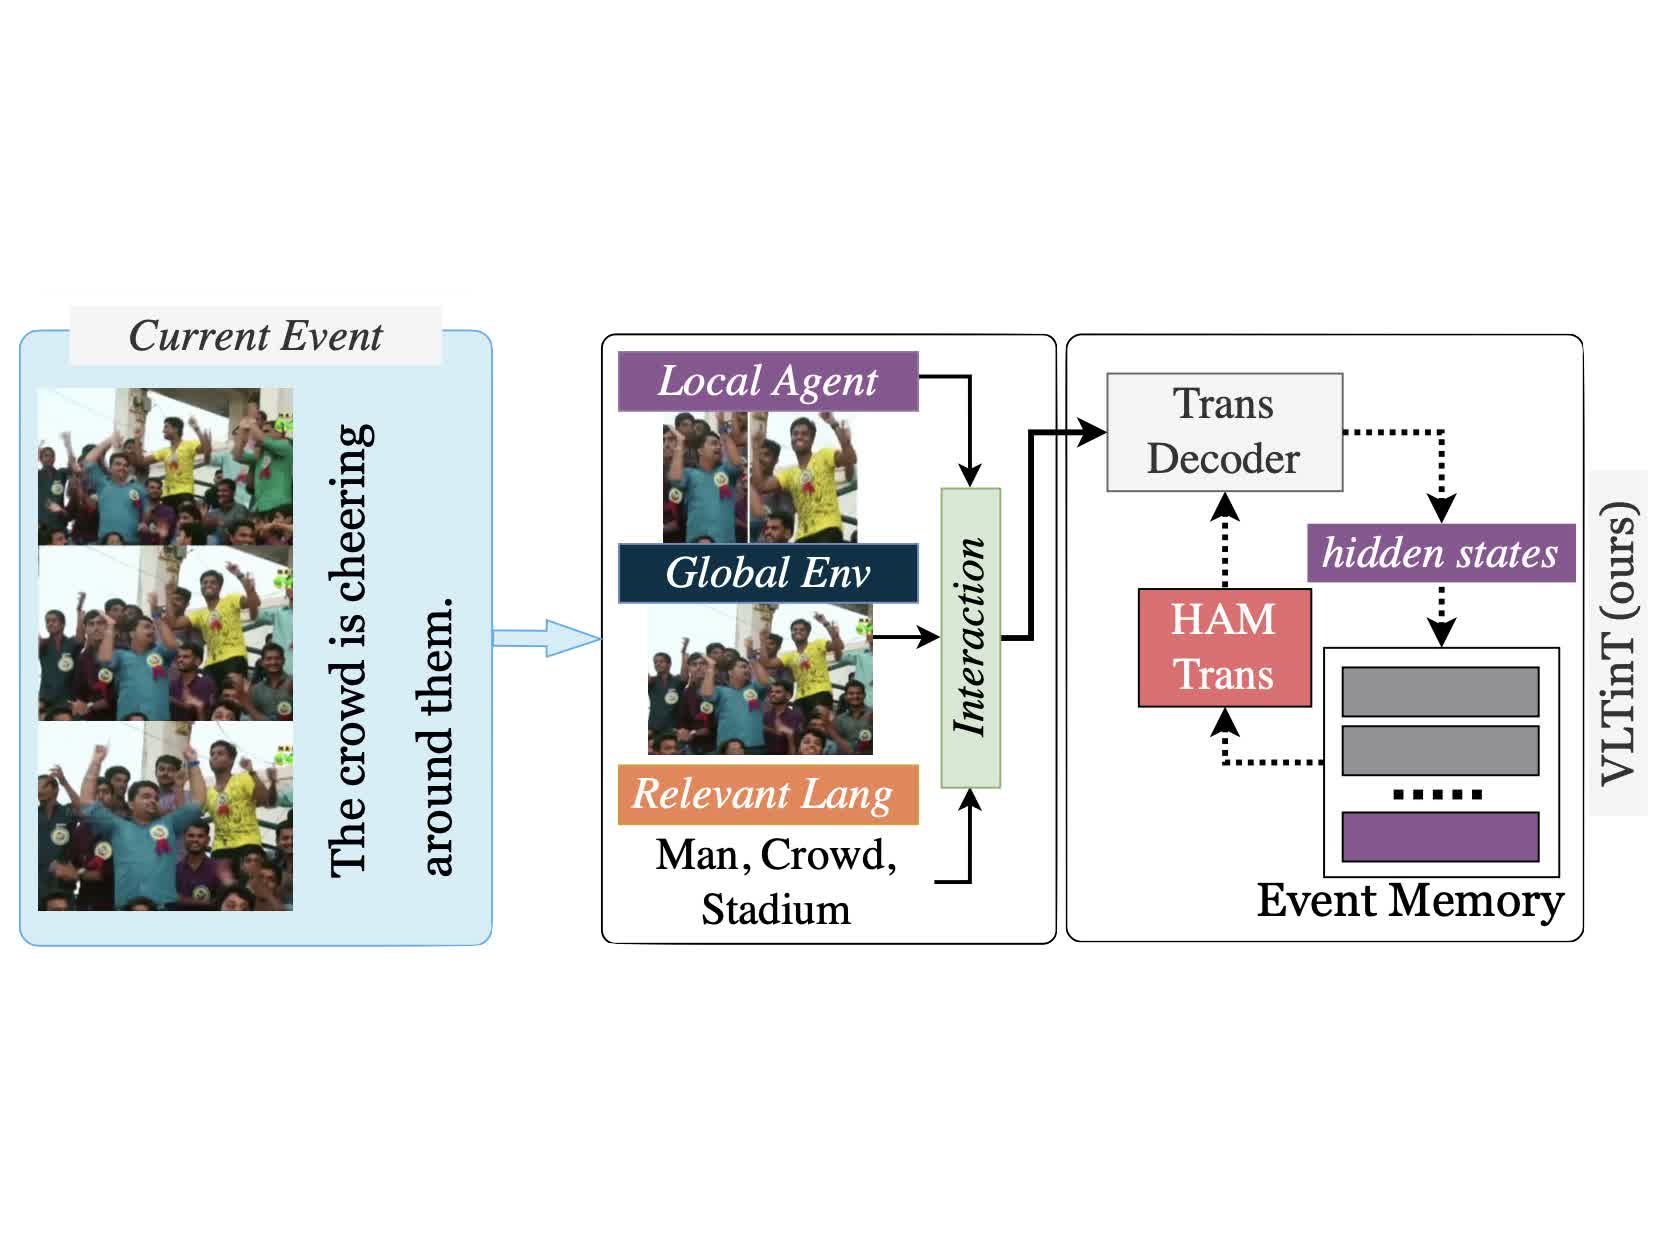 Current Event
The crowd is cheering
around them.
Local Agent
Global Env
Relevant Lang
Man, Crowd,
Stadium
Interaction
Trans
Decoder
hidden states
HAM
Trans
Event Memory
VLTinT (ours)